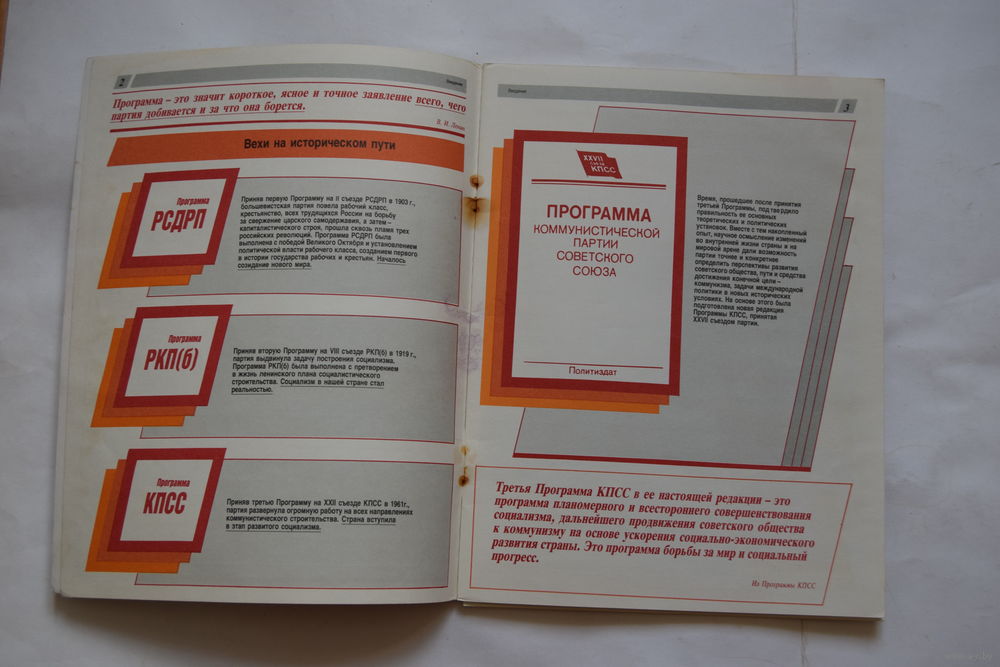 2
Введение
Программа – это значит короткое, ясное и точное заявление всего, чего
партия добивается и за что она борется.
В. И. Ленин
Вехи на историческом пути
Программа
РСДРП
Приняв первую Программу на II съезде РСДРП в 1903 г.,
большевистская партия повела рабочий класс,
крестьянство, всех трудящихся России на борьбу
за свержение царского самодержавия, а затем –
капиталистического строя, прошла сквозь пламя трех
российских революций. Программа РСДРП была
выполнена с победой Великого Октября и установлением
политической власти рабочего класса, созданием первого
в истории государства рабочих и крестьян. Началось
созидание нового мира.
Программа
РКП(б)
Приняв вторую Программу на VIII съезде РКП(б) в 1919 г.,
партия выдвинула задачу построения социализма.
Программа РКП(б) была выполнена с претворением
в жизнь ленинского плана социалистического
строительства. Социализм в нашей стране стал
реальностью.
Программа
КПСС
Приняв третью Программу на XXII съезде КПСС в 1961г.,
партия развернула огромную работу на всех направлениях
коммунистического строительства. Страна вступила
в этап развитого социализма.
Введение
3
XXVII
СЪЕЗД
КПСС
ПРОГРАММА
КОММУНИСТИЧЕСКОЙ
ПАРТИИ
СОВЕТСКОГО
СОЮЗА
Политиздат
Время, прошедшее после принятия
третьей Программы, подтвердило
правильность ее основных
теоретических и политических
установок. Вместе с тем накопленный
опыт, научное осмысление изменений
во внутренней жизни страны и на
мировой арене дали возможность
партии точнее и конкретнее
определить перспективы развития
советского общества, пути и средства
достижения конечной цели –
коммунизма, задачи международной
политики в новых исторических
условиях. На основе этого была
подготовлена новая редакция
Программы КПСС, принятая
XXVII съездом партии.
Третья Программа КПСС в ее настоящей редакции – это
программа планомерного и всестороннего совершенствования
социализма, дальнейшего продвижения советского общества
к коммунизму на основе ускорения социально-экономического
развития страны. Это программа борьбы за мир и социальный
прогресс.
Из Программы КПСС